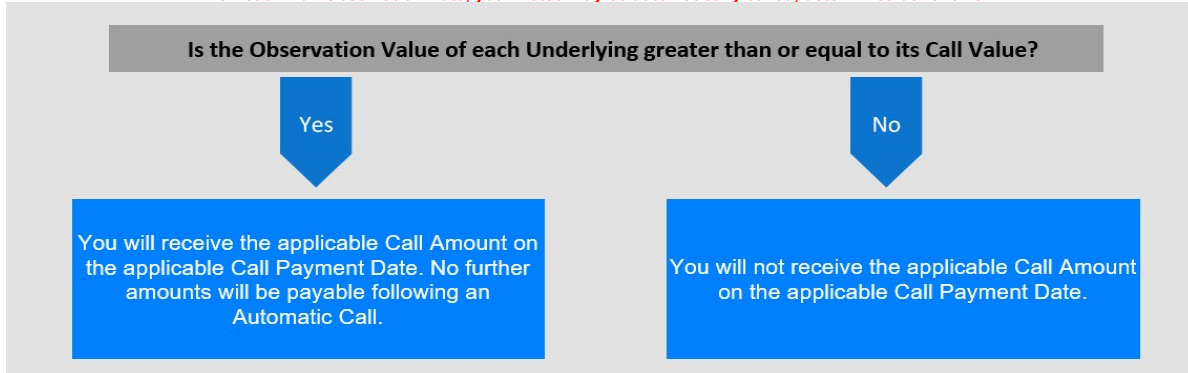 Is the Observation Value of each Underlying greater than or equal to its Call Value?
Yes
No
You will receive the applicable Call Amount on
the applicable Call Payment Date. No further
amounts will be payable following an
Automatic Call.
You will not receive the applicable Call Amount
on the applicable Call Payment Date.